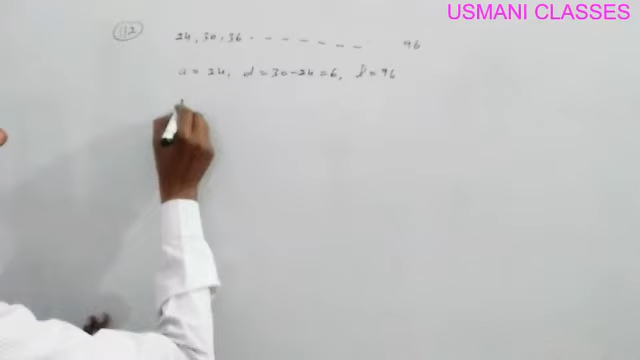 USMANI CLASSES
(112) 24, 30, 36 - - - - - - - 96
a = 24, d = 30-24 = 6, l = 96